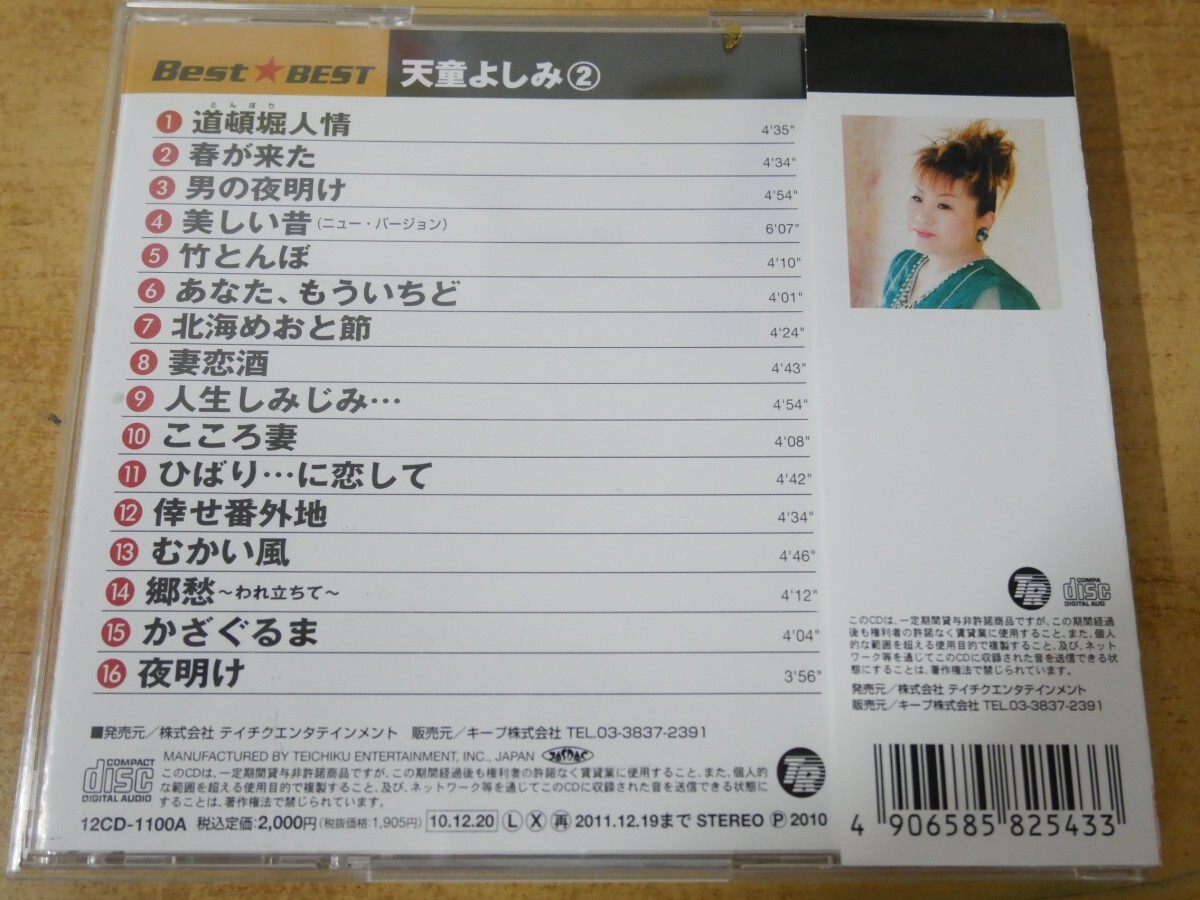 Best★BEST 天童よしみ②
とんぼり
1 道頓堀人情 4'35"
2 春が来た 4'34"
3 男の夜明け 4'54"
4 美しい昔(ニュー・バージョン) 6'07"
5 竹とんぼ 4'10"
6 あなた、もういちど 4'01"
7 北海めおと節 4'24"
8 妻恋酒 4'43"
9 人生しみじみ… 4'54"
10 こころ妻 4'08"
11 ひばり…に恋して 4'42"
12 倖せ番外地 4'34"
13 むかい風 4'46"
14 郷愁~われ立ちて~ 4'12"
15 かざぐるま 4'04"
16 夜明け 3'56"
■発売元/株式会社 テイチクエンタテインメント 販売元/キープ株式会社 TEL.03-3837-2391
MANUFACTURED BY TEICHIKU ENTERTAINMENT, INC., JAPAN
COMPACT
disc
DIGITAL AUDIO
このCDは、一定期間貸与非許諾商品ですが、この期間経過後も権利者の許諾なく賃貸業に使用すること、また、個人的
な範囲を超える使用目的で複製すること、及び、ネットワーク等を通じてこのCDに収録された音を送信できる状態に
することは、著作権法で禁じられています。
TR
12CD-1100A 税込定価:2,000円(税抜価格:1,905円) 10.12.20 L X 再 2011.12.19まで STEREO Ⓟ 2010
TR
COMPA
disc
DIGITAL AUD
このCDは、一定期間貸与非許諾商品ですが、この期間経過
後も権利者の許諾なく賃貸業に使用すること、また、個人
的な範囲を超える使用目的で複製すること、及び、ネット
ワーク等を通じてこのCDに収録された音を送信できる状態
にすることは、著作権法で禁じられています。
発売元/株式会社 テイチクエンタテインメント
販売元/キープ株式会社 TEL.03-3837-2391
4 906585 825433